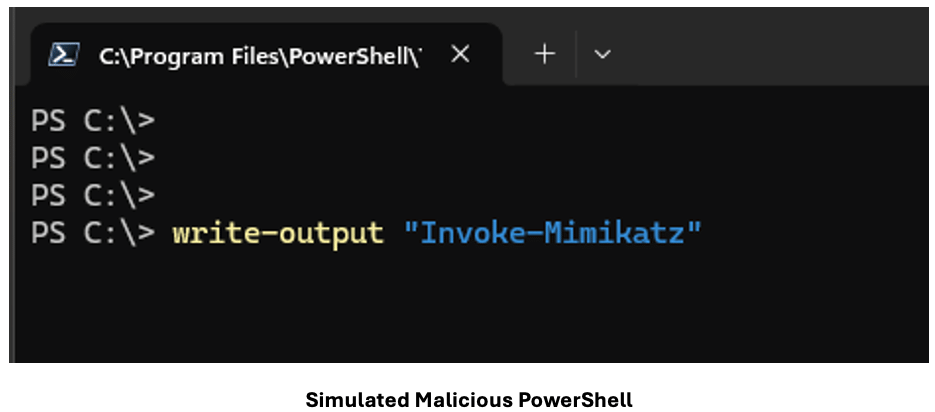 C:\Program Files\PowerShell\
PS C:\>
PS C:\>
PS C:\>
PS C:\> write-output "Invoke-Mimikatz"
Simulated Malicious PowerShell